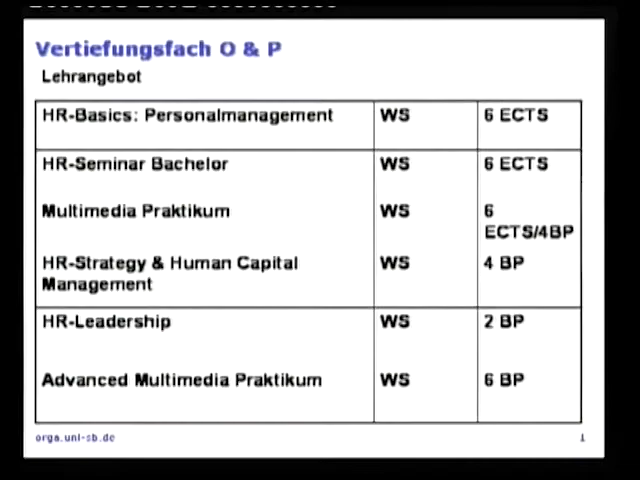 Vertiefungsfach O & P
Lehrangebot
HR-Basics: Personalmanagement WS 6 ECTS
HR-Seminar Bachelor WS 6 ECTS
Multimedia Praktikum WS 6
ECTS/4BP
HR-Strategy & Human Capital WS 4 BP
Management
HR-Leadership WS 2 BP
Advanced Multimedia Praktikum WS 6 BP
orga.uni-sb.de 1